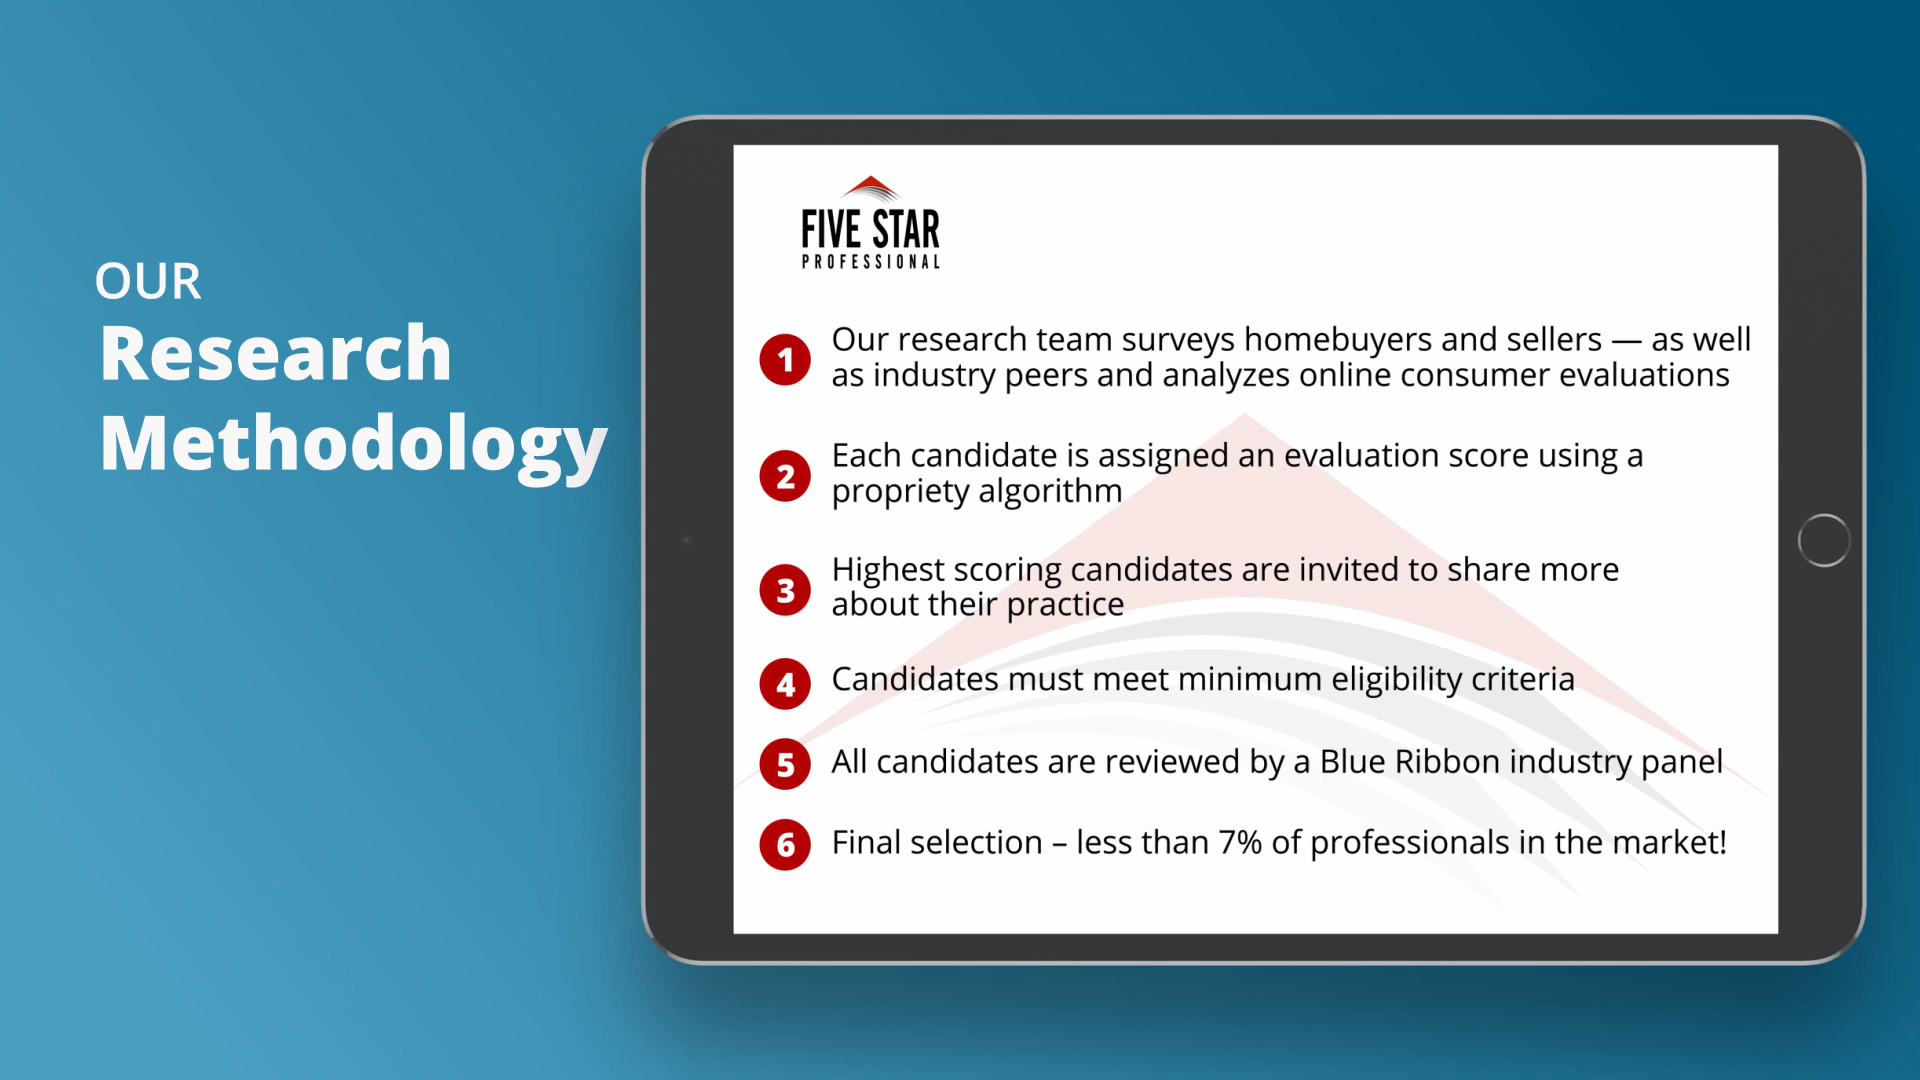 OUR
Research
Methodology
FIVE STAR
PROFESSIONAL
1 Our research team surveys homebuyers and sellers — as well
as industry peers and analyzes online consumer evaluations
2 Each candidate is assigned an evaluation score using a
propriety algorithm
3 Highest scoring candidates are invited to share more
about their practice
4 Candidates must meet minimum eligibility criteria
5 All candidates are reviewed by a Blue Ribbon industry panel
6 Final selection – less than 7% of professionals in the market!